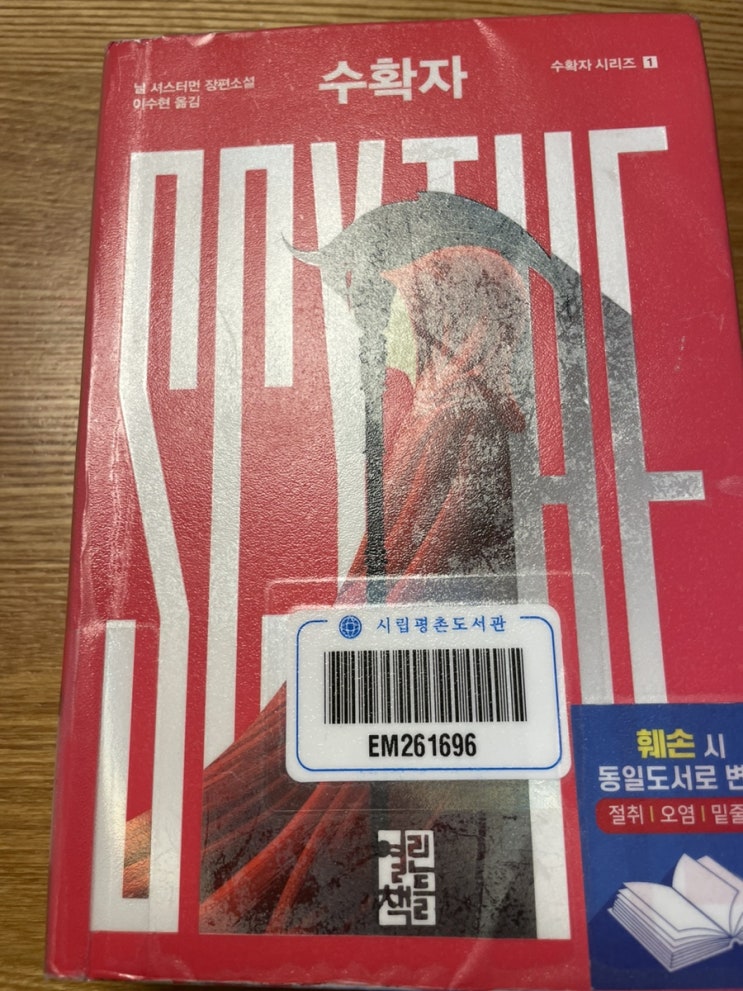 닐 셔스터먼 장편소설
이수현 옮김
수확자
수확자 시리즈 1
SCYTHE
시립평촌도서관
EM261696
훼손 시
동일도서로 변
절취 | 오염 | 밑줄
열린책들